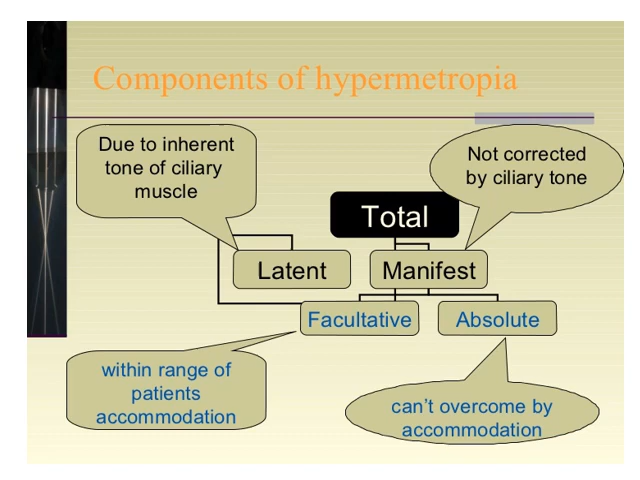 Components of hypermetropia
Due to inherent
tone of ciliary
muscle
Not corrected
by ciliary tone
Total
Latent
Manifest
Facultative
Absolute
within range of
patients
accommodation
can't overcome by
accommodation